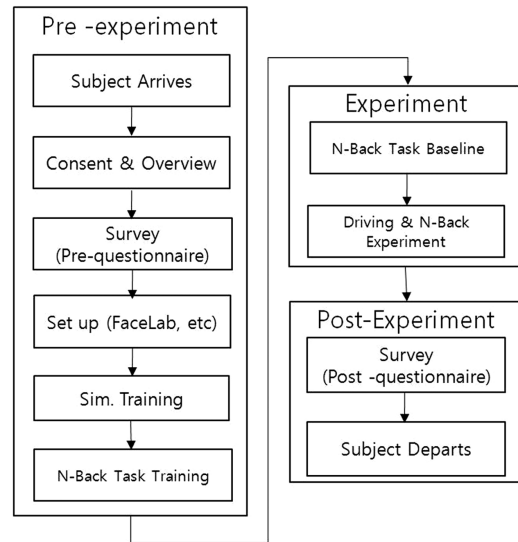 Pre -experiment
Subject Arrives
Consent & Overview
Survey
(Pre-questionnaire)
Set up (FaceLab, etc)
Sim. Training
N-Back Task Training
Experiment
N-Back Task Baseline
Driving & N-Back
Experiment
Post-Experiment
Survey
(Post -questionnaire)
Subject Departs